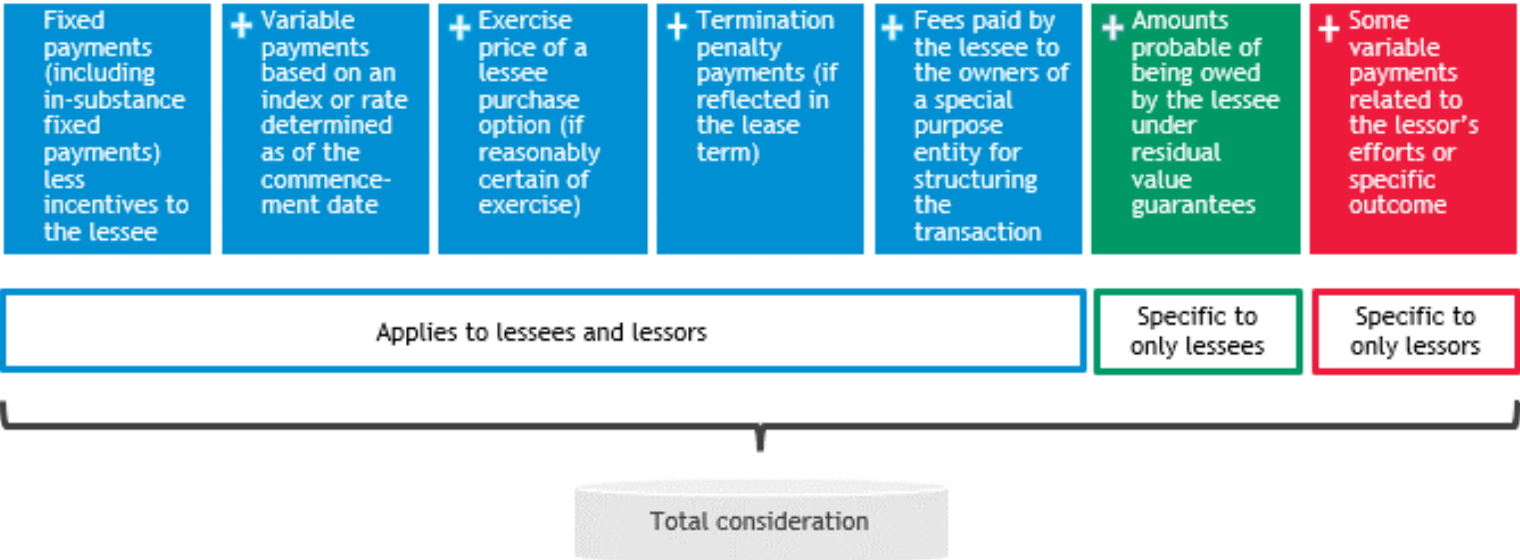 Fixed
payments
(including
in-substance
fixed
payments)
less
incentives to
the lessee
+ Variable
payments
based on an
index or rate
determined
as of the
commence-
ment date
+ Exercise
price of a
lessee
purchase
option (if
reasonably
certain of
exercise)
+ Termination
penalty
payments (if
reflected in
the lease
term)
+ Fees paid by
the lessee to
the owners of
a special
purpose
entity for
structuring
the
transaction
+ Amounts
probable of
being owed
by the lessee
under
residual
value
guarantees
+ Some
variable
payments
related to
the lessor's
efforts or
specific
outcome
Applies to lessees and lessors
Specific to
only lessees
Specific to
only lessors
Total consideration